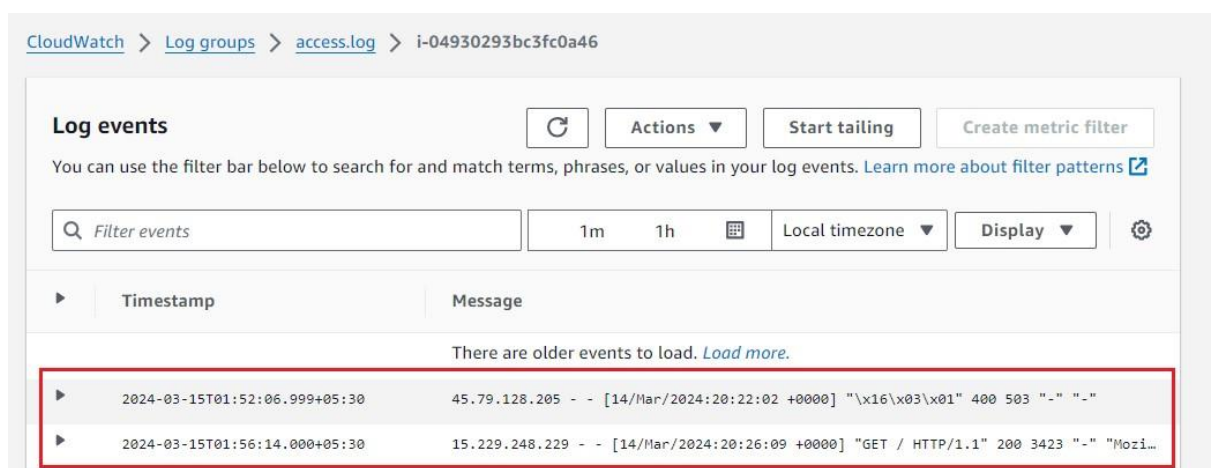 CloudWatch > Log groups > access.log > i-04930293bc3fc0a46
Log events
Actions
Start tailing
Create metric filter
You can use the filter bar below to search for and match terms, phrases, or values in your log events. Learn more about filter patterns
Filter events
1m 1h Local timezone Display
Timestamp Message
There are older events to load. Load more.
2024-03-15T01:52:06.999+05:30 45.79.128.205 - - [14/Mar/2024:20:22:02 +0000] "\x16\x03\x01" 400 503 "-" "-"
2024-03-15T01:56:14.000+05:30 15.229.248.229 - - [14/Mar/2024:20:26:09 +0000] "GET / HTTP/1.1" 200 3423 "-" "Mozi…